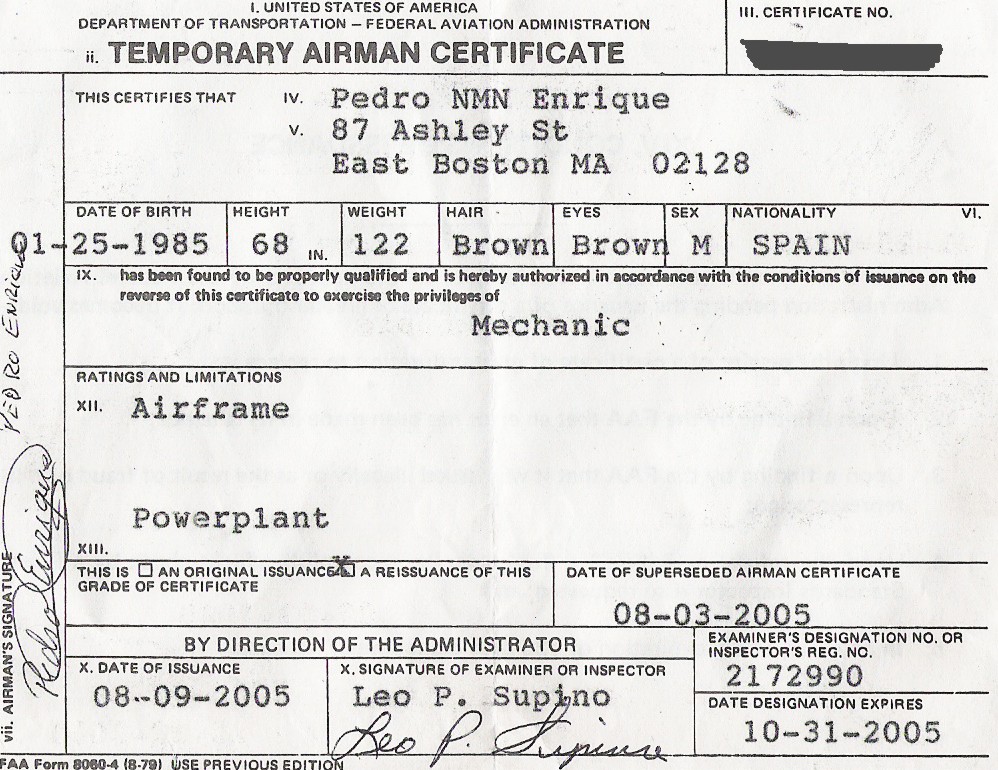 I. UNITED STATES OF AMERICA
DEPARTMENT OF TRANSPORTATION — FEDERAL AVIATION ADMINISTRATION
ii. TEMPORARY AIRMAN CERTIFICATE
III. CERTIFICATE NO.
THIS CERTIFIES THAT IV. Pedro NMN Enrique
V. 87 Ashley St
East Boston MA 02128
DATE OF BIRTH HEIGHT WEIGHT HAIR EYES SEX NATIONALITY VI.
01-25-1985 68 IN. 122 Brown Brown M SPAIN
IX. has been found to be properly qualified and is hereby authorized in accordance with the conditions of issuance on the
reverse of this certificate to exercise the privileges of
Mechanic
RATINGS AND LIMITATIONS
XII. Airframe
Powerplant
XIII.
THIS IS ☐ AN ORIGINAL ISSUANCE ☒ A REISSUANCE OF THIS
GRADE OF CERTIFICATE
DATE OF SUPERSEDED AIRMAN CERTIFICATE
08-03-2005
BY DIRECTION OF THE ADMINISTRATOR
EXAMINER'S DESIGNATION NO. OR
INSPECTOR'S REG. NO.
2172990
X. DATE OF ISSUANCE
08-09-2005
X. SIGNATURE OF EXAMINER OR INSPECTOR
Leo P. Supino
Leo P. Supino
DATE DESIGNATION EXPIRES
10-31-2005
vii. AIRMAN'S SIGNATURE
Pedro Enrique
PEDRO ENRIQUE
FAA Form 8060-4 (8-79) USE PREVIOUS EDITION